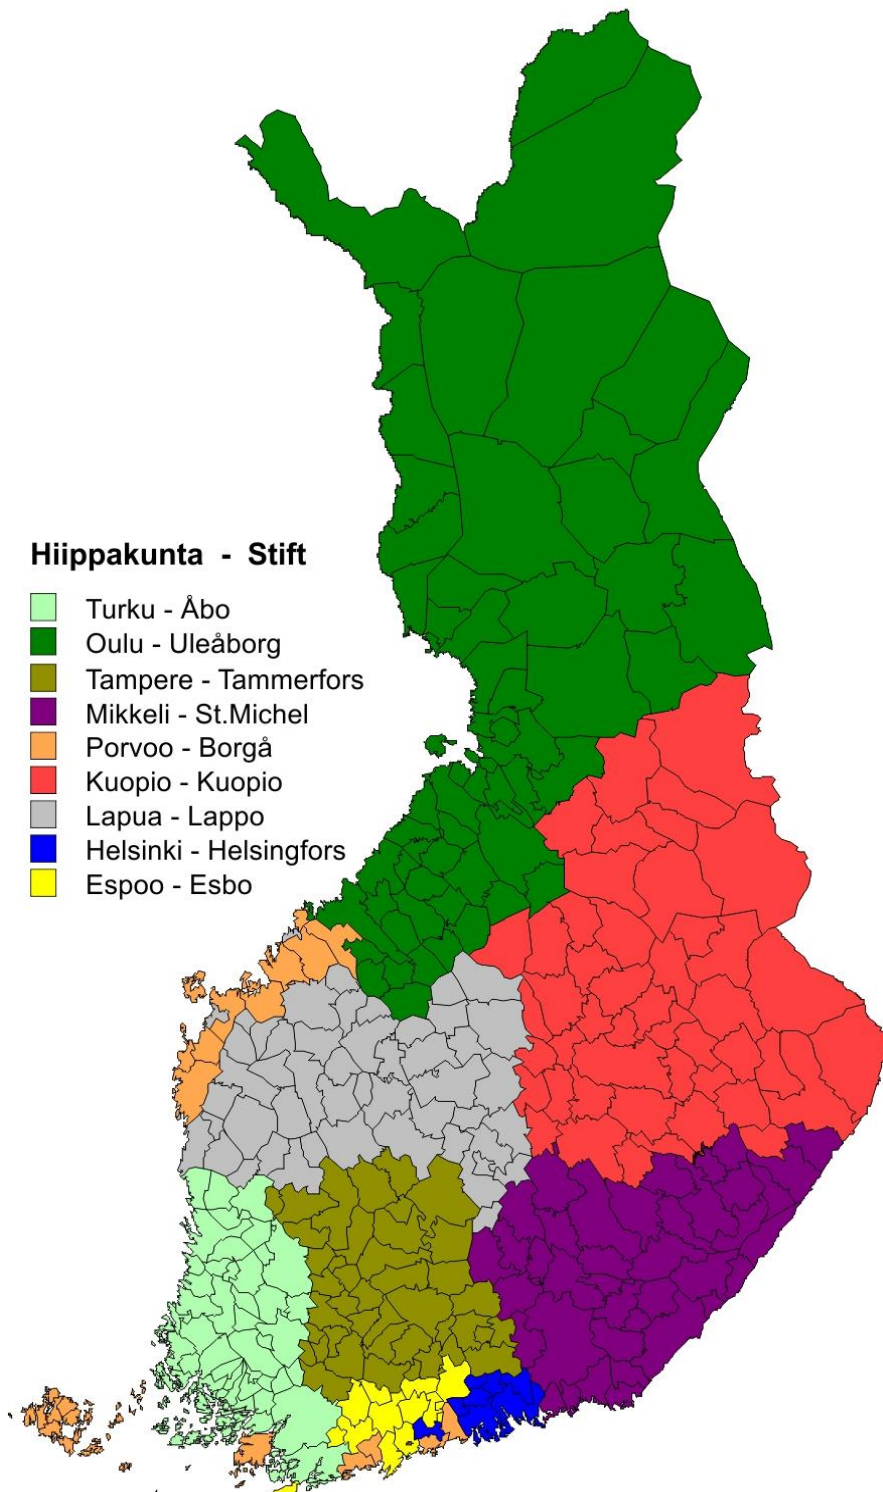 Hiippakunta - Stift
Turku - Åbo
Oulu - Uleåborg
Tampere - Tammerfors
Mikkeli - St.Michel
Porvoo - Borgå
Kuopio - Kuopio
Lapua - Lappo
Helsinki - Helsingfors
Espoo - Esbo